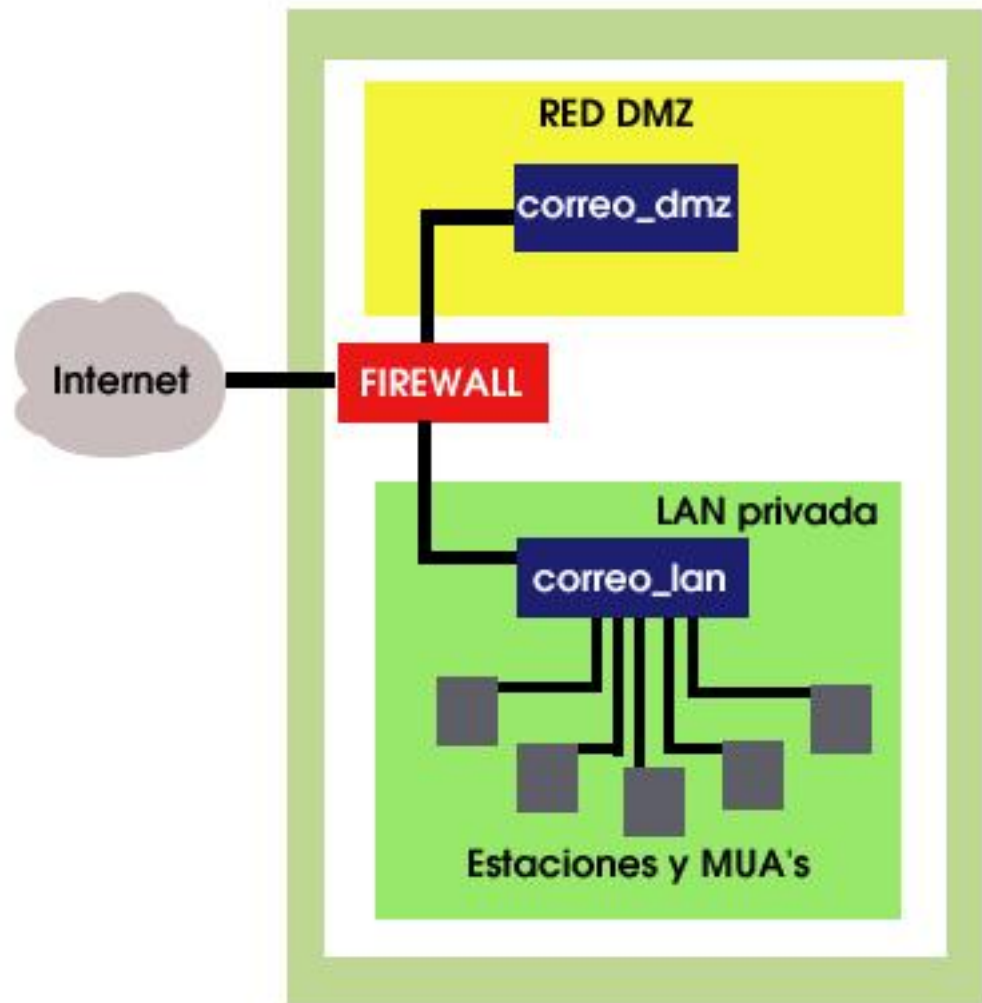 RED DMZ
correo_dmz
Internet
FIREWALL
LAN privada
correo_lan
Estaciones y MUA's